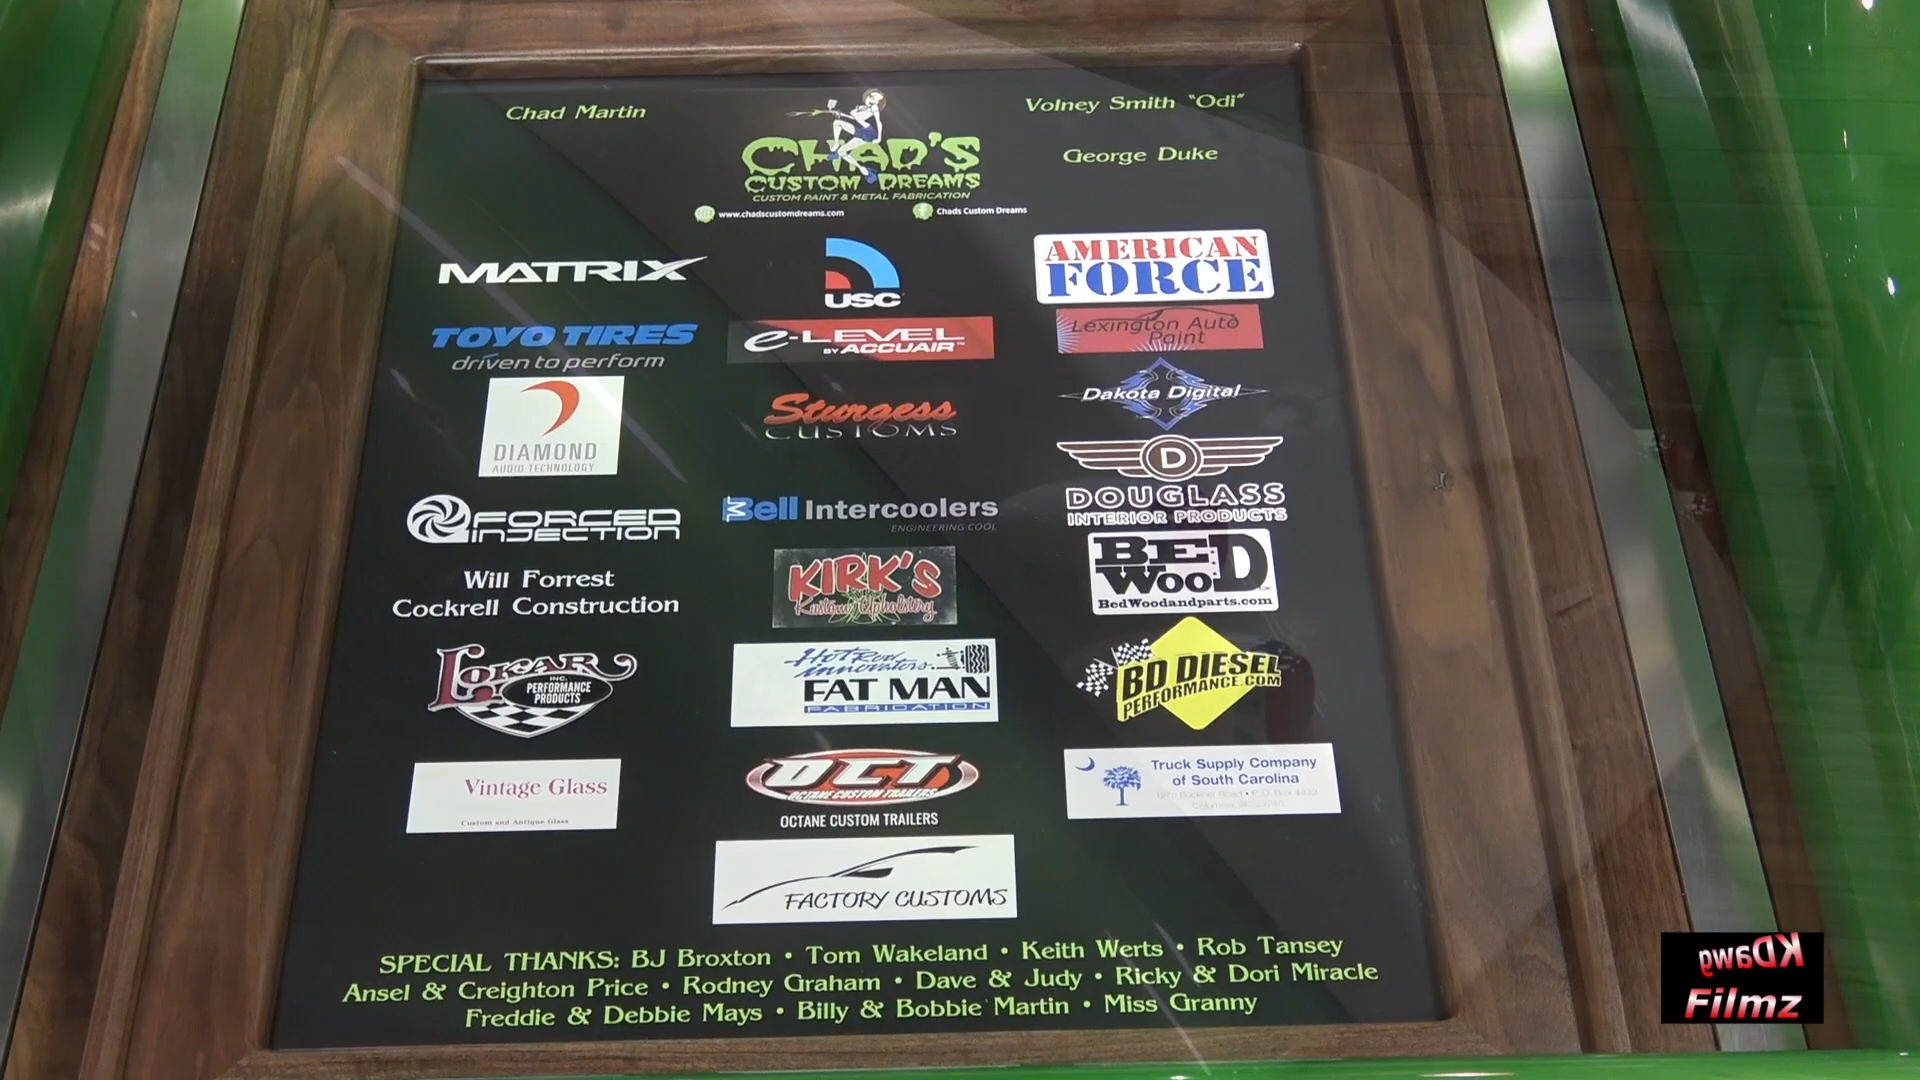 Chad Martin
Volney Smith "Odi"
George Duke
CHAD'S
CUSTOM DREAMS
CUSTOM PAINT & METAL FABRICATION
www.chadscustomdreams.com
Chads Custom Dreams
MATRIX
USC
AMERICAN
FORCE
TOYO TIRES
driven to perform
e-LEVEL
BY ACCUAIR™
Lexington Auto
Paint
DIAMOND
AUDIO TECHNOLOGY
Sturgess
CUSTOMS
Dakota Digital
D
DOUGLASS
INTERIOR PRODUCTS
FORCED
INJECTION
Bell Intercoolers
ENGINEERING COOL
BED
WOOD
BedWoodandparts.com
Will Forrest
Cockrell Construction
KIRK'S
Kustom Upholstery
LOKAR
INC.
PERFORMANCE
PRODUCTS
Hot Rod
innovators
FAT MAN
FABRICATION
BD DIESEL
PERFORMANCE.COM
Vintage Glass
Custom and Antique Glass
OCT
OCTANE CUSTOM TRAILERS
OCTANE CUSTOM TRAILERS
Truck Supply Company
of South Carolina
FACTORY CUSTOMS
SPECIAL THANKS: BJ Broxton • Tom Wakeland • Keith Werts • Rob Tansey
Ansel & Creighton Price • Rodney Graham • Dave & Judy • Ricky & Dori Miracle
Freddie & Debbie Mays • Billy & Bobbie Martin • Miss Granny
KDawg
Filmz